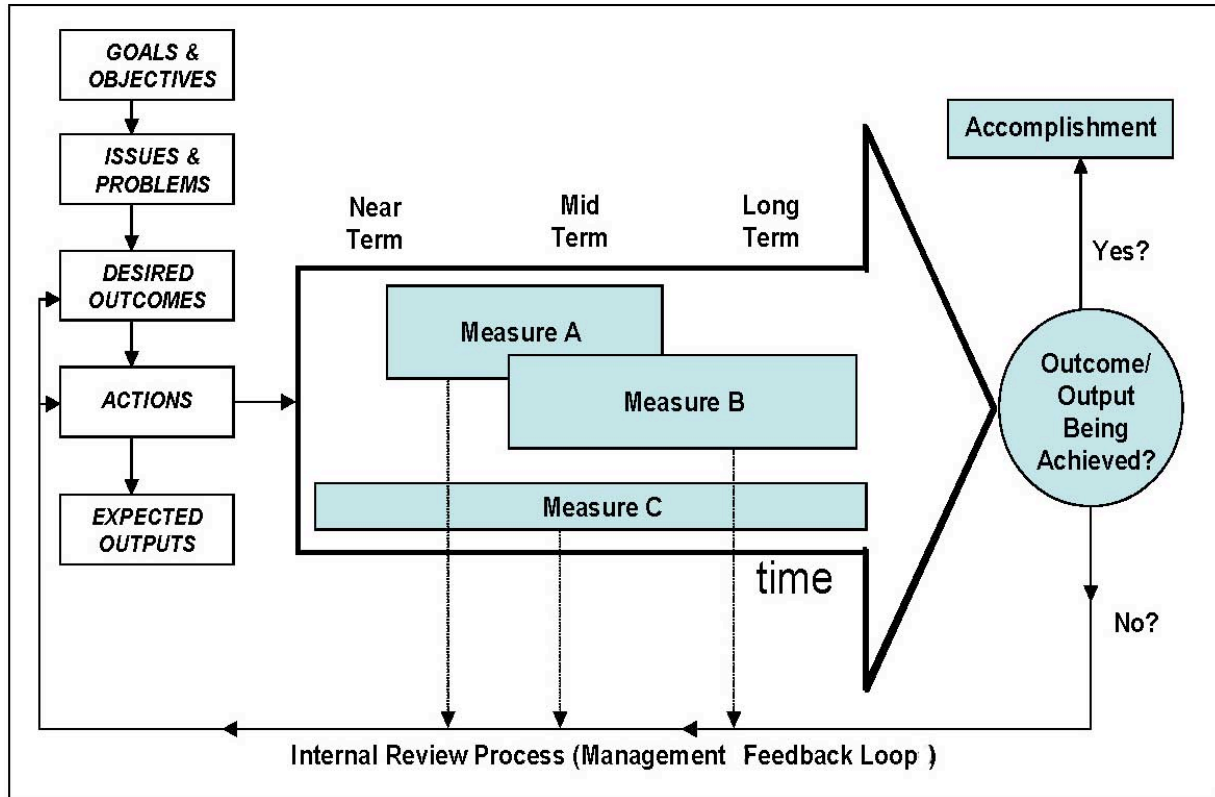 GOALS &
OBJECTIVES
ISSUES &
PROBLEMS
DESIRED
OUTCOMES
ACTIONS
EXPECTED
OUTPUTS
Near
Term
Mid
Term
Long
Term
Measure A
Measure B
Measure C
time
Accomplishment
Yes?
Outcome/
Output
Being
Achieved?
No?
Internal Review Process (Management Feedback Loop )